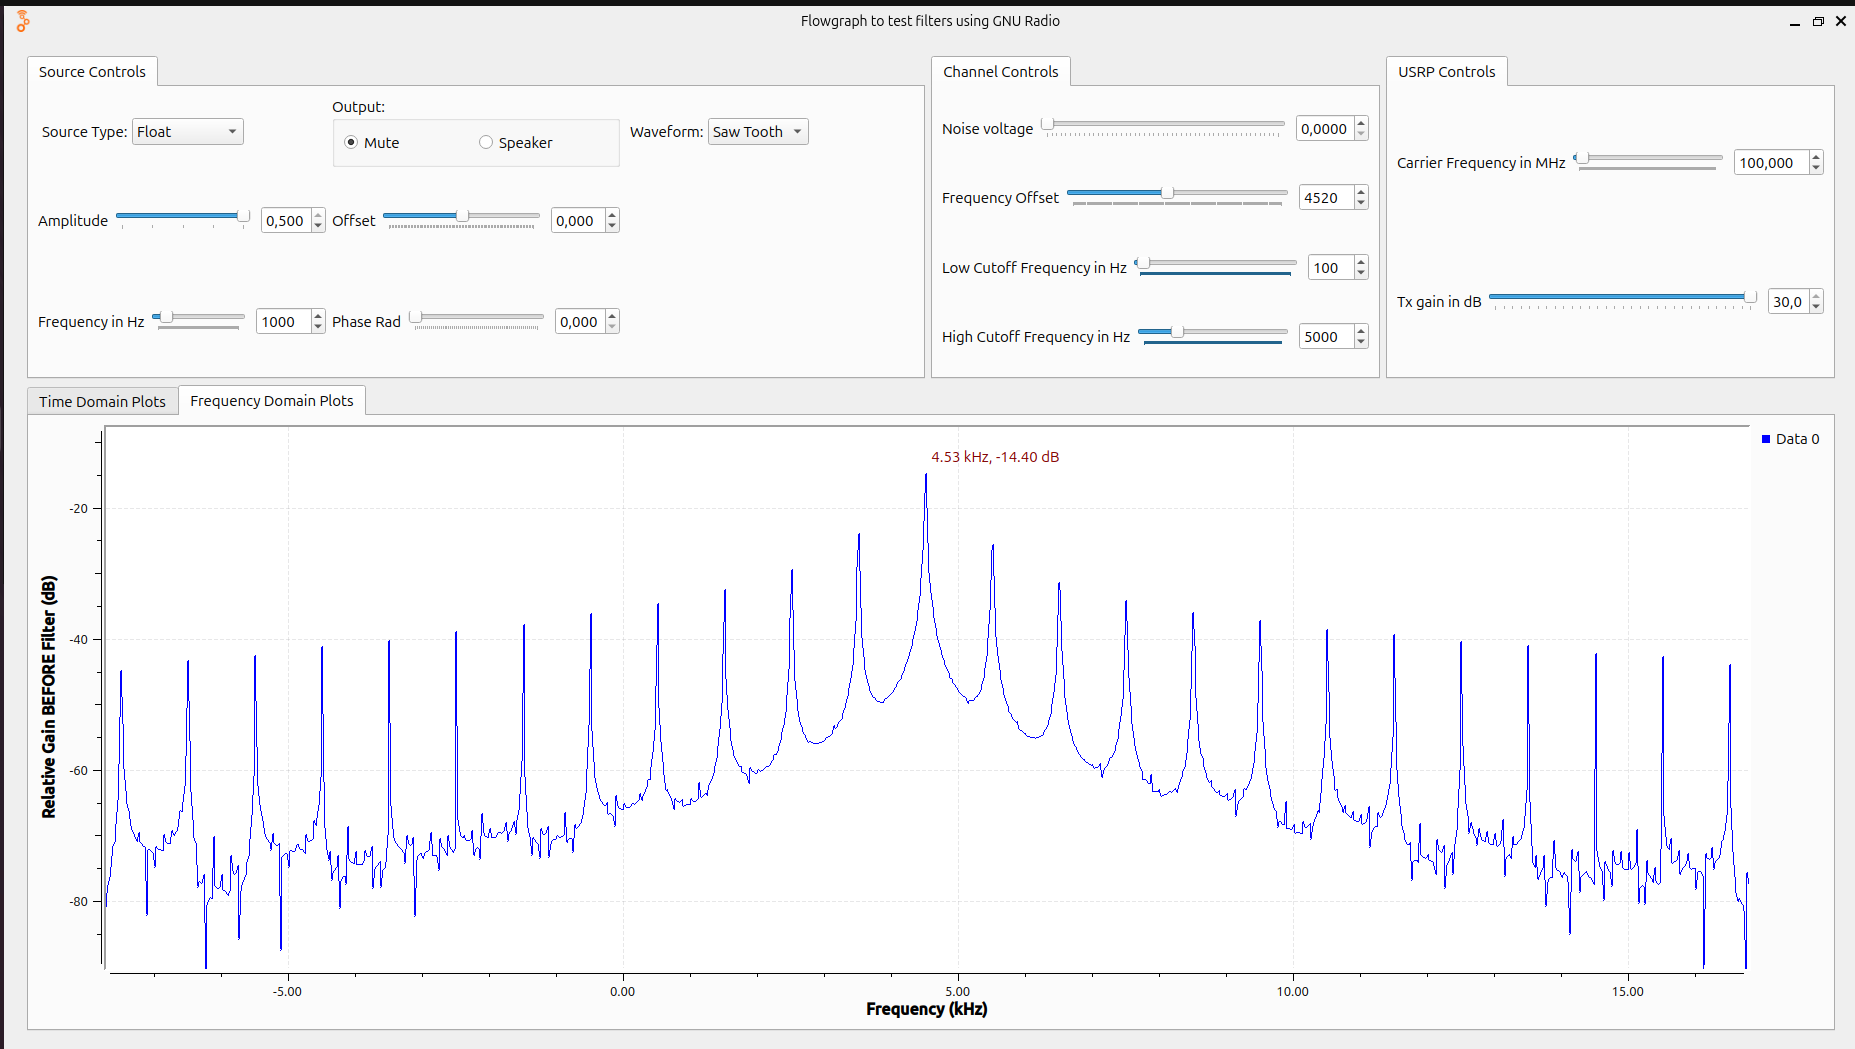 Flowgraph to test filters using GNU Radio
Source Controls
Channel Controls
USRP Controls
Output:
Source Type: Float
Mute
Speaker
Waveform: Saw Tooth
Noise voltage 0,0000
Carrier Frequency in MHz 100,000
Frequency Offset 4520
Amplitude 0,500
Offset 0,000
Low Cutoff Frequency in Hz 100
Tx gain in dB 30,0
Frequency in Hz 1000
Phase Rad 0,000
High Cutoff Frequency in Hz 5000
Time Domain Plots
Frequency Domain Plots
Data 0
4.53 kHz, -14.40 dB
Relative Gain BEFORE Filter (dB)
-20
-40
-60
-80
-5.00
0.00
5.00
10.00
15.00
Frequency (kHz)